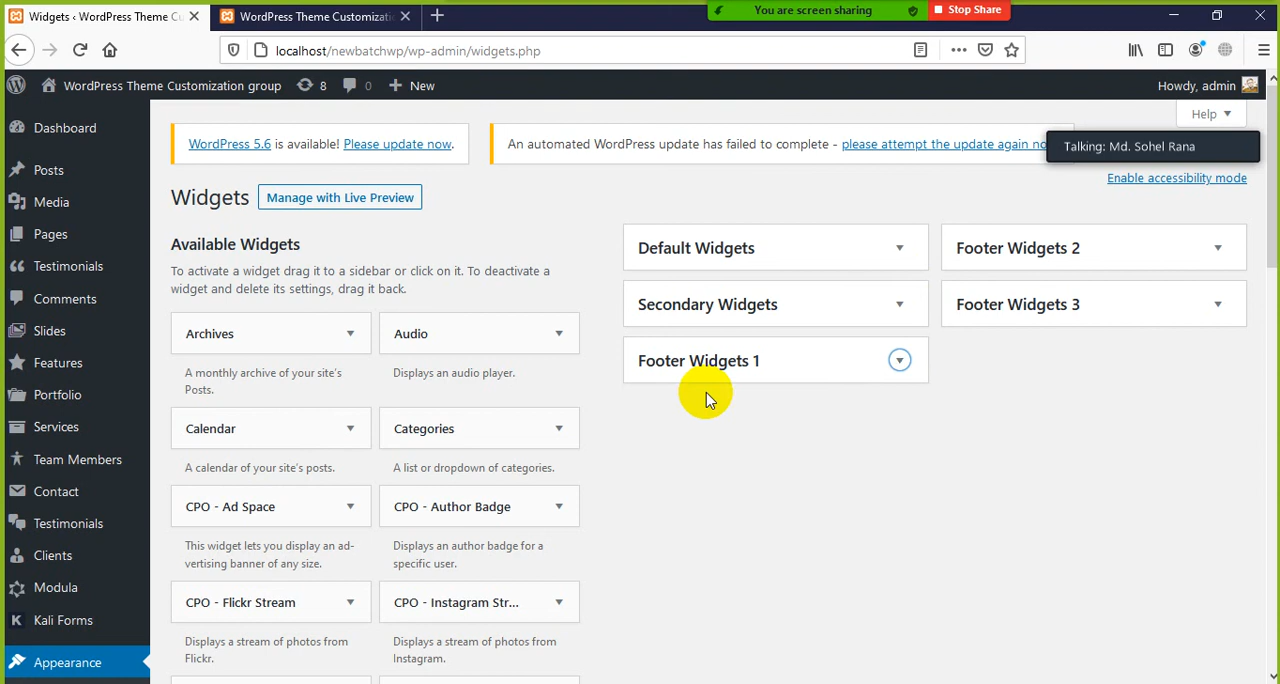 Widgets ‹ WordPress Theme Cu
WordPress Theme Customizati
You are screen sharing
Stop Share
localhost/newbatchwp/wp-admin/widgets.php
WordPress Theme Customization group
8
0
New
Howdy, admin
Help
Dashboard
Posts
Media
Pages
Testimonials
Comments
Slides
Features
Portfolio
Services
Team Members
Contact
Testimonials
Clients
Modula
Kali Forms
Appearance
WordPress 5.6 is available! Please update now.
An automated WordPress update has failed to complete - please attempt the update again no
Talking: Md. Sohel Rana
Enable accessibility mode
Widgets
Manage with Live Preview
Available Widgets
To activate a widget drag it to a sidebar or click on it. To deactivate a
widget and delete its settings, drag it back.
Archives
A monthly archive of your site's
Posts.
Audio
Displays an audio player.
Calendar
A calendar of your site's posts.
Categories
A list or dropdown of categories.
CPO - Ad Space
This widget lets you display an ad-
vertising banner of any size.
CPO - Author Badge
Displays an author badge for a
specific user.
CPO - Flickr Stream
Displays a stream of photos from
Flickr.
CPO - Instagram Str...
Displays a stream of photos from
Instagram.
Default Widgets
Secondary Widgets
Footer Widgets 1
Footer Widgets 2
Footer Widgets 3